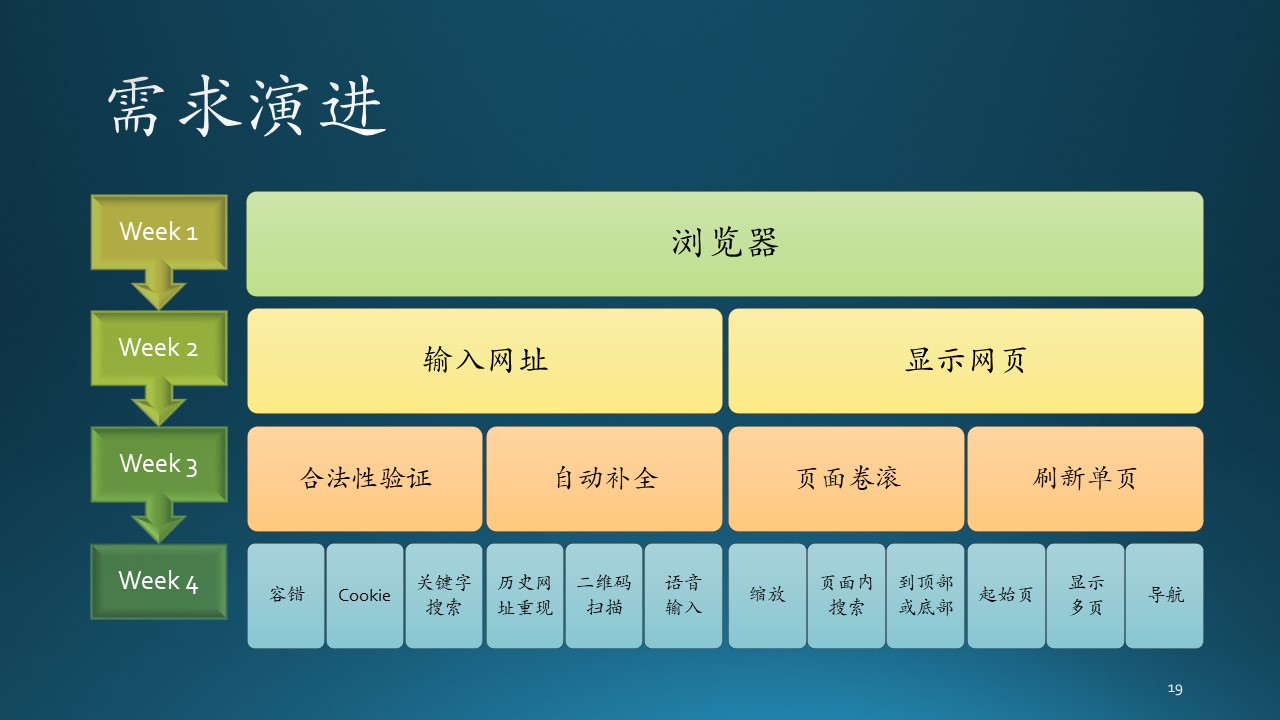 需求演进
Week 1
浏览器
Week 2
输入网址
显示网页
Week 3
合法性验证
自动补全
页面卷滚
刷新单页
Week 4
容错
Cookie
关键字
搜索
历史网
址重现
二维码
扫描
语音
输入
缩放
页面内
搜索
到顶部
或底部
起始页
显示
多页
导航
19